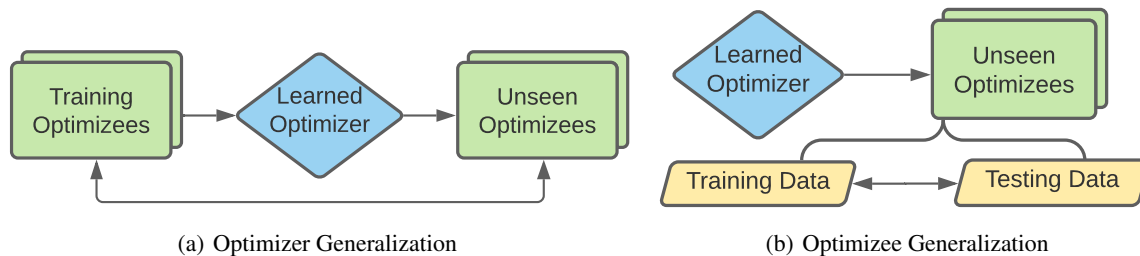 Training
Optimizees
Learned
Optimizer
Unseen
Optimizees
(a) Optimizer Generalization
Learned
Optimizer
Unseen
Optimizees
Training Data
Testing Data
(b) Optimizee Generalization